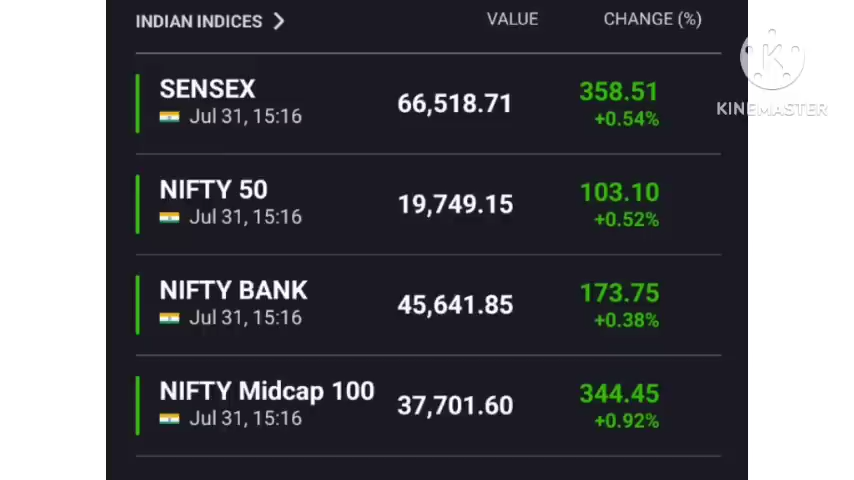 INDIAN INDICES VALUE CHANGE (%)
K
KINEMASTER
SENSEX 66,518.71 358.51
Jul 31, 15:16 +0.54%
NIFTY 50 19,749.15 103.10
Jul 31, 15:16 +0.52%
NIFTY BANK 45,641.85 173.75
Jul 31, 15:16 +0.38%
NIFTY Midcap 100 37,701.60 344.45
Jul 31, 15:16 +0.92%